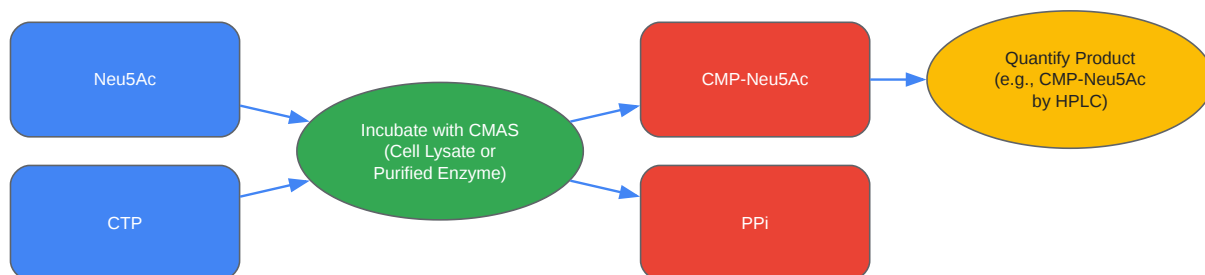 Neu5Ac
CTP
Incubate with CMAS
(Cell Lysate or
Purified Enzyme)
CMP-Neu5Ac
PPi
Quantify Product
(e.g., CMP-Neu5Ac
by HPLC)